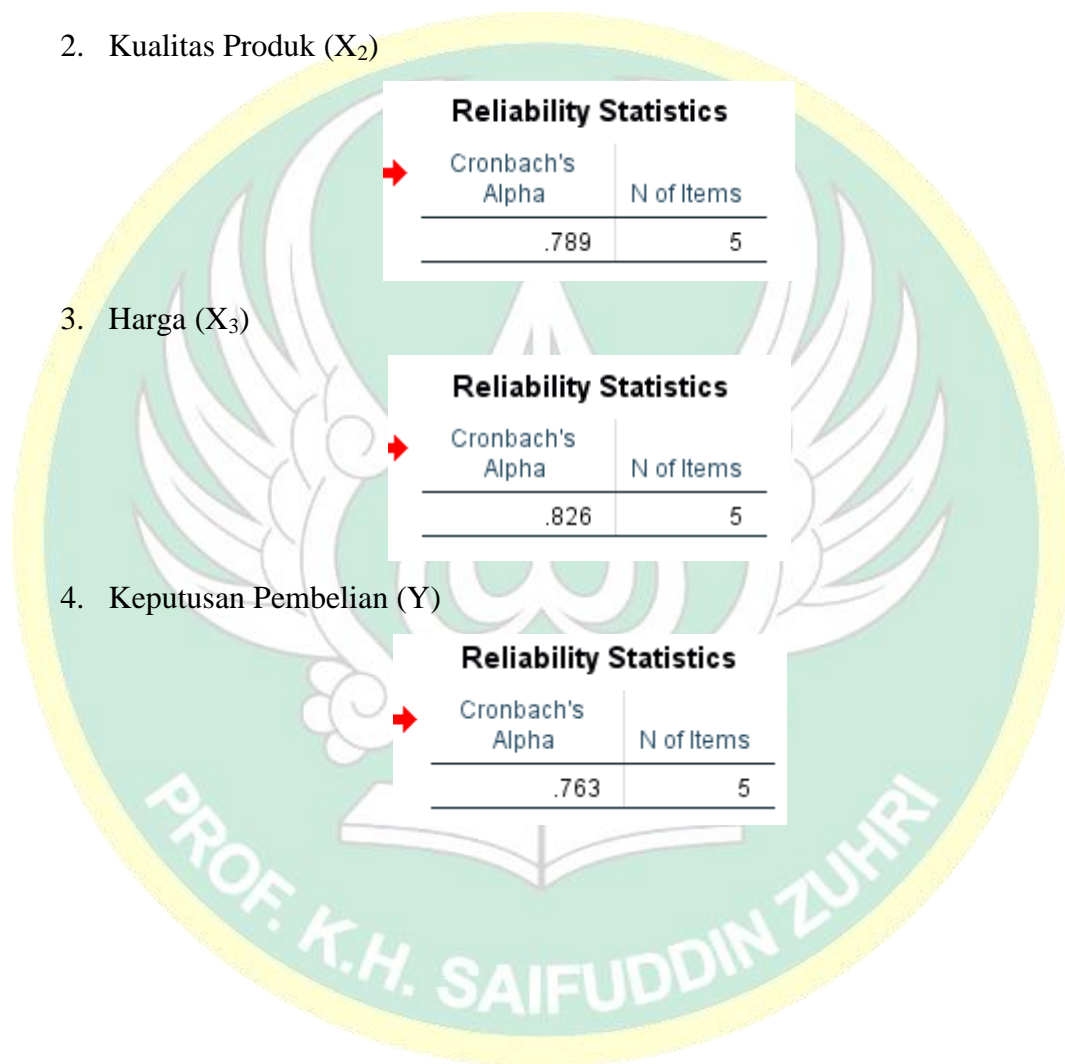 2. Kualitas Produk (X₂)
Reliability Statistics
Cronbach's
Alpha N of Items
.789 5
3. Harga (X₃)
Reliability Statistics
Cronbach's
Alpha N of Items
.826 5
4. Keputusan Pembelian (Y)
Reliability Statistics
Cronbach's
Alpha N of Items
.763 5
PROF. K.H. SAIFUDDIN ZUHRI